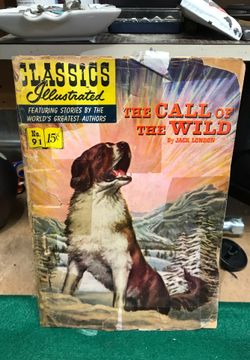 CLASSICS
Illustrated
FEATURING STORIES BY THE
WORLD'S GREATEST AUTHORS
No.
91
15¢
THE CALL OF
THE WILD
By JACK LONDON